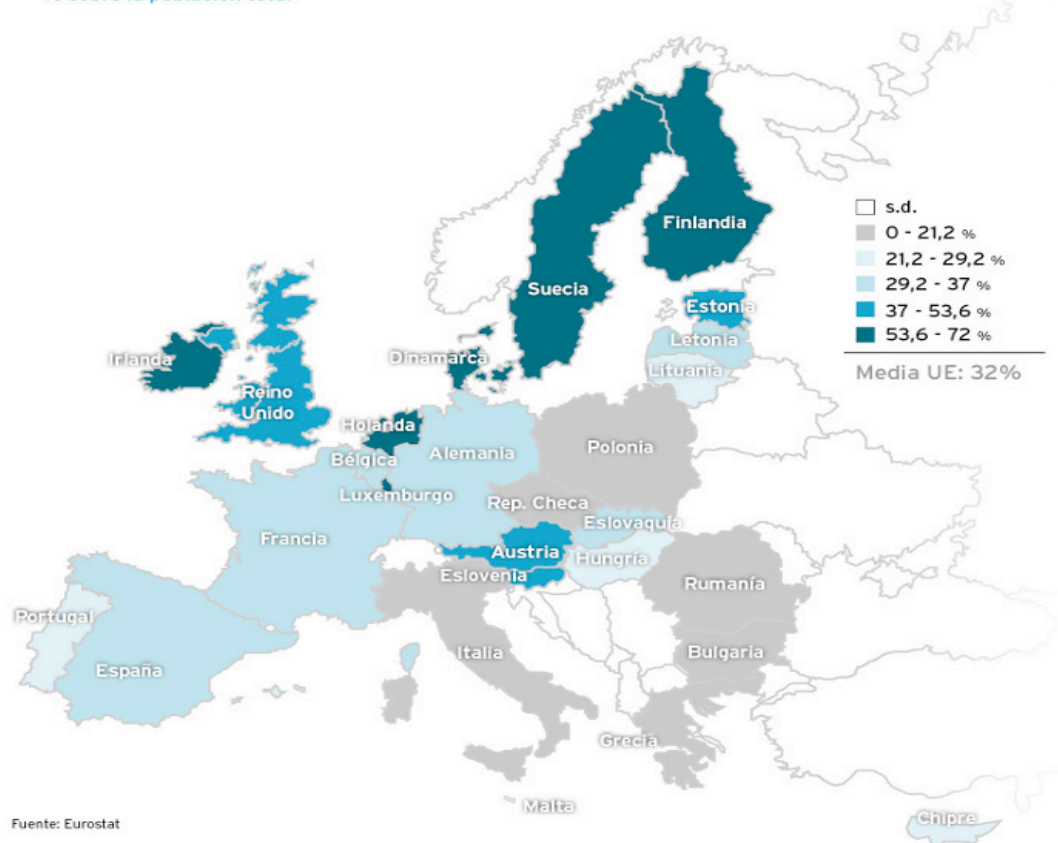 Finlandia
s.d.
0 - 21,2 %
21,2 - 29,2 %
29,2 - 37 %
37 - 53,6 %
53,6 - 72 %
Media UE: 32%
Suecia
Estonia
Letonia
Lituania
Irlanda
Dinamarca
Reino
Unido
Holanda
Bélgica
Alemania
Polonia
Luxemburgo
Rep. Checa
Eslovaquia
Francia
Austria
Hungría
Eslovenia
Rumanía
Portugal
España
Italia
Bulgaria
Grecia
Malta
Chipre
Fuente: Eurostat